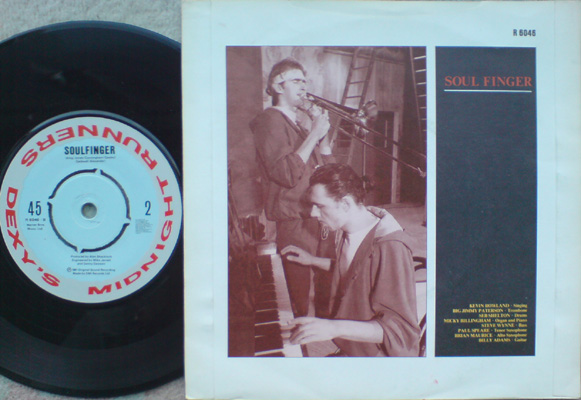 DEXY'S MIDNIGHT RUNNERS
SOULFINGER
45
2
R 6046
SOUL FINGER
KEVIN ROWLAND - Singing
BIG JIMMY PATERSON - Trombone
SEB SHELTON - Drums
MICKY BILLINGHAM - Organ and Piano
STEVE WYNNE - Bass
PAUL SPEARE - Tenor Saxophone
BRIAN MAURICE - Alto Saxophone
BILLY ADAMS - Guitar